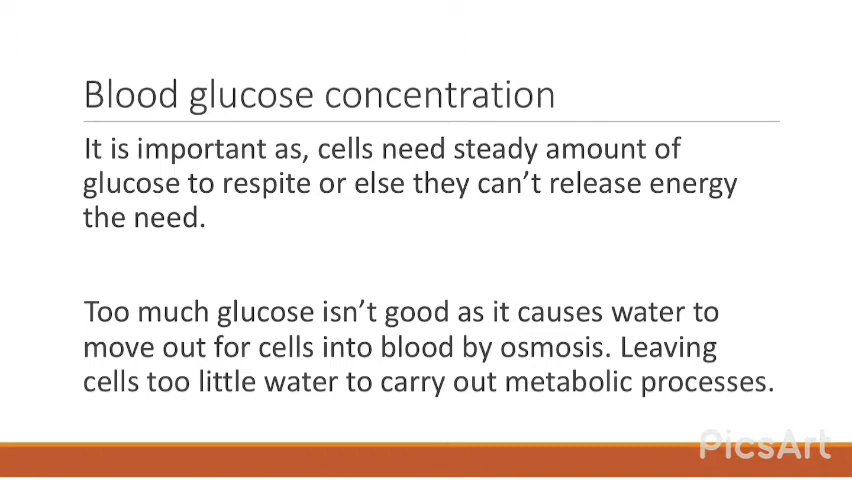 Blood glucose concentration
It is important as, cells need steady amount of
glucose to respite or else they can't release energy
the need.
Too much glucose isn't good as it causes water to
move out for cells into blood by osmosis. Leaving
cells too little water to carry out metabolic processes.
PicsArt